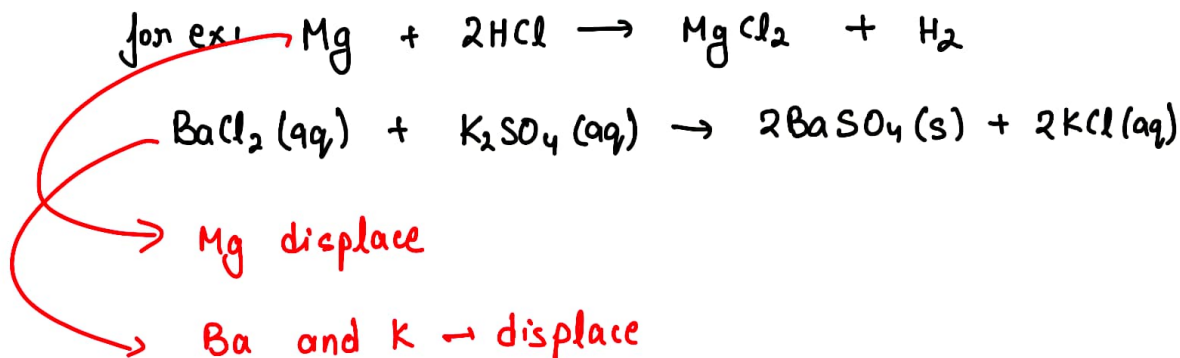 for ex: Mg + 2HCl → MgCl₂ + H₂
BaCl₂ (aq) + K₂SO₄ (aq) → 2BaSO₄ (s) + 2KCl (aq)
Mg displace
Ba and K → displace